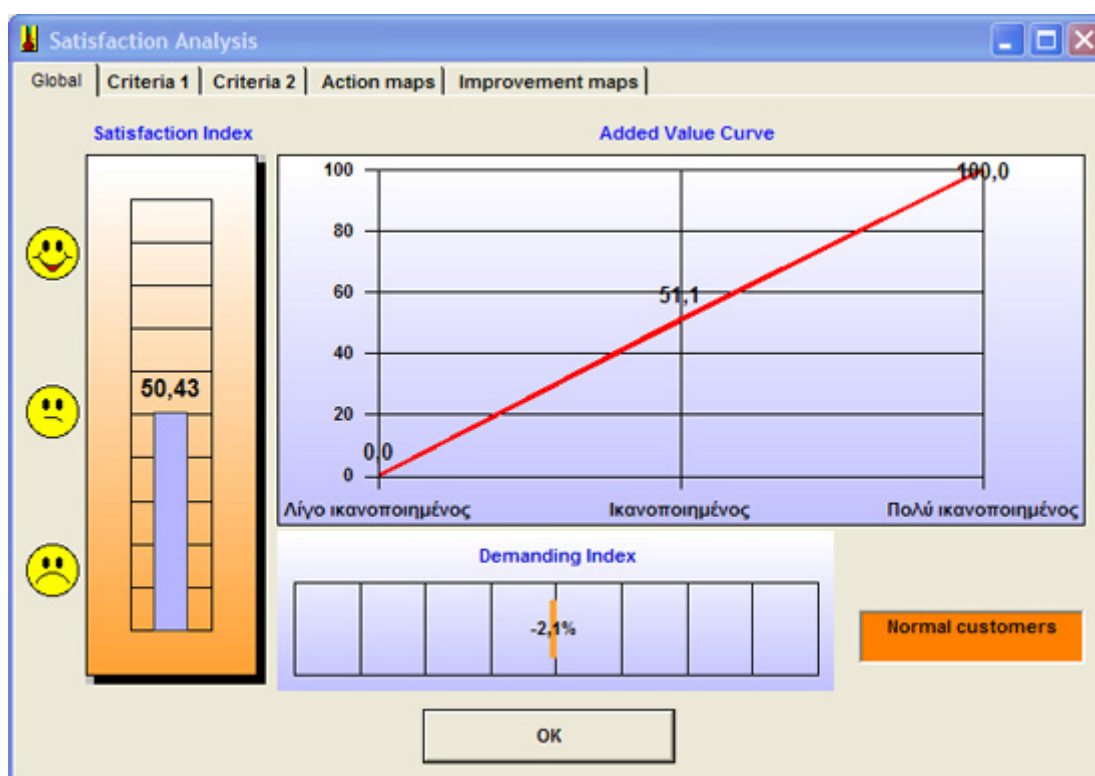 Satisfaction Analysis
Global Criteria 1 Criteria 2 Action maps Improvement maps
Satisfaction Index
50,43
Added Value Curve
100
80
60
40
20
0
0,0
51,1
100,0
Λίγο ικανοποιημένος Ικανοποιημένος Πολύ ικανοποιημένος
Demanding Index
-2,1%
Normal customers
OK